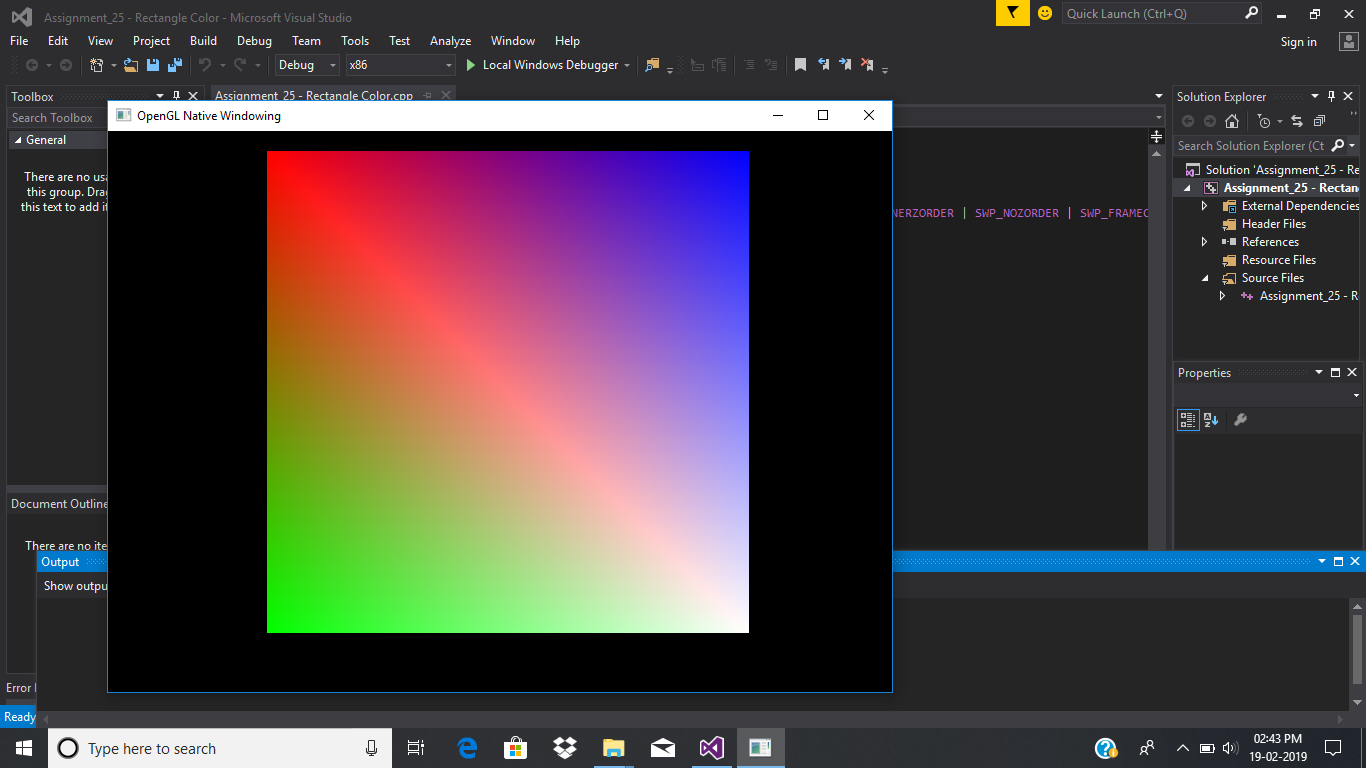 Assignment_25 - Rectangle Color - Microsoft Visual Studio
Quick Launch (Ctrl+Q)
File Edit View Project Build Debug Team Tools Test Analyze Window Help
Sign in
Debug x86 Local Windows Debugger
Toolbox
Assignment_25 - Rectangle Color.cpp
Solution Explorer
Search Toolbox
OpenGL Native Windowing
General
Search Solution Explorer (Ct
There are no usa
this group. Drag
this text to add it
Solution 'Assignment_25 - Re
Assignment_25 - Rectan
External Dependencies
NERZORDER | SWP_NOZORDER | SWP_FRAMEC
Header Files
References
Resource Files
Source Files
Assignment_25 - R
Properties
Document Outline
There are no ite
Output
Show outpu
Error
Ready
Type here to search
02:43 PM
19-02-2019